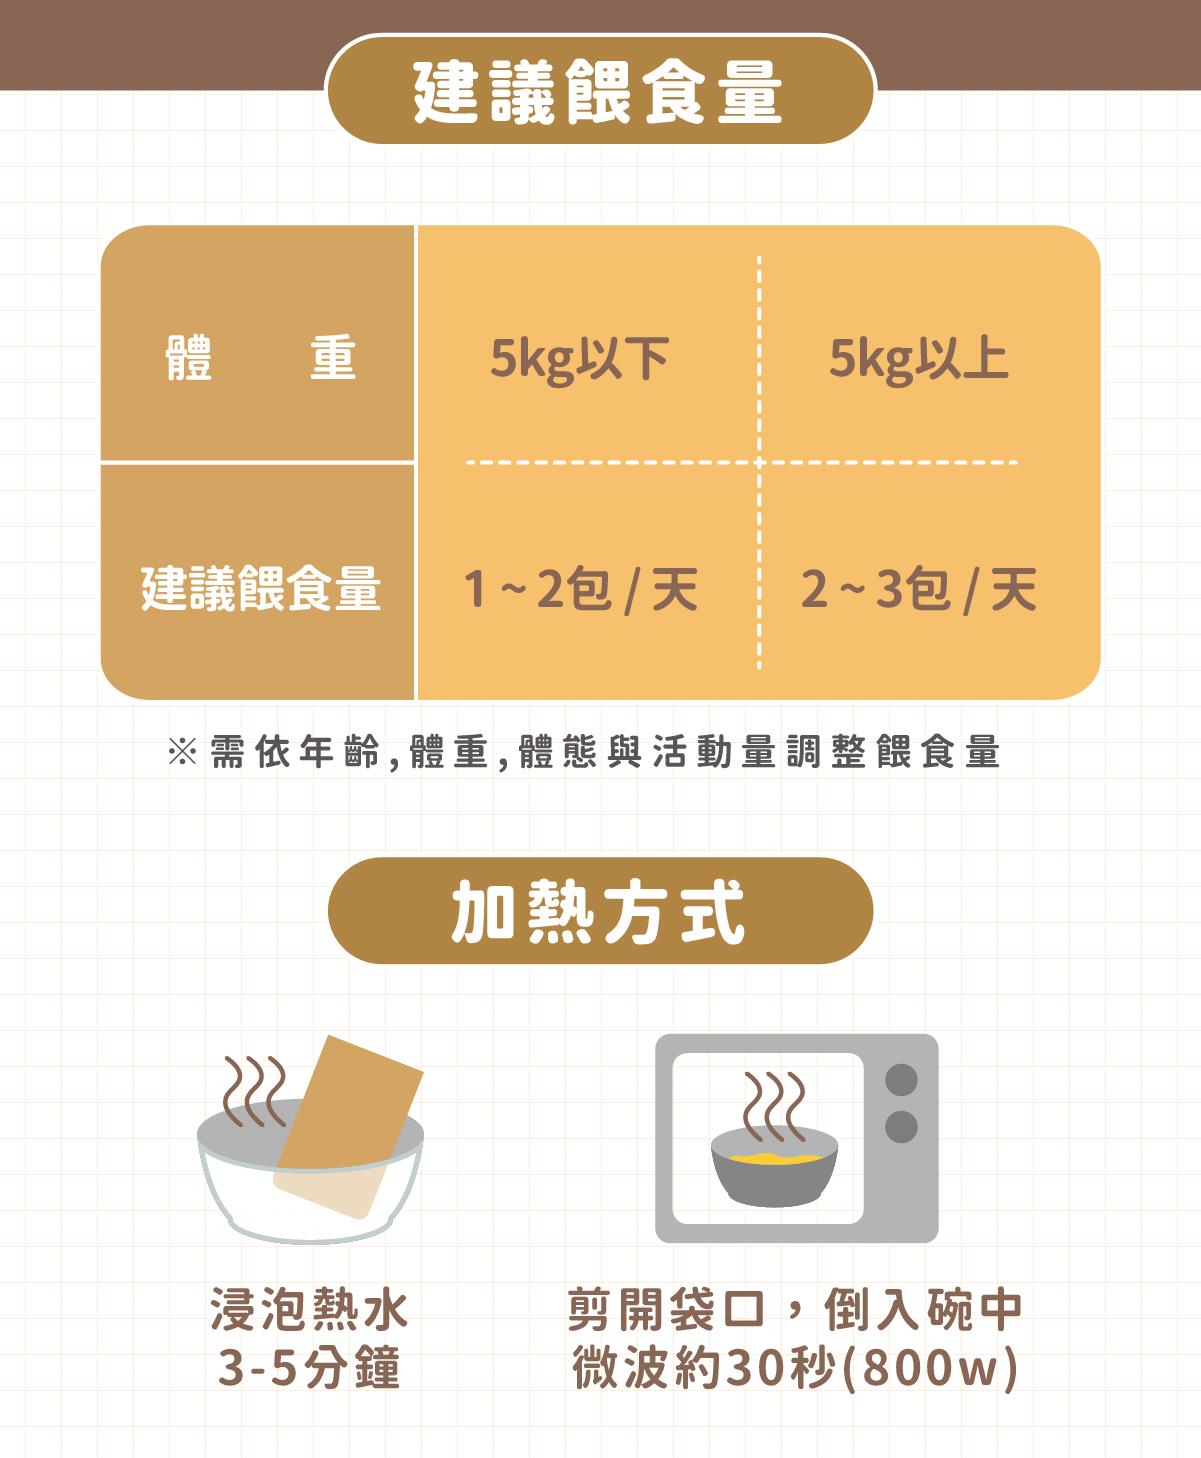 建議餵食量
體 重
5kg以下
5kg以上
建議餵食量
1 ~ 2包 / 天
2 ~ 3包 / 天
※需依年齡,體重,體態與活動量調整餵食量
加熱方式
浸泡熱水
3-5分鐘
剪開袋口，倒入碗中
微波約30秒(800w)